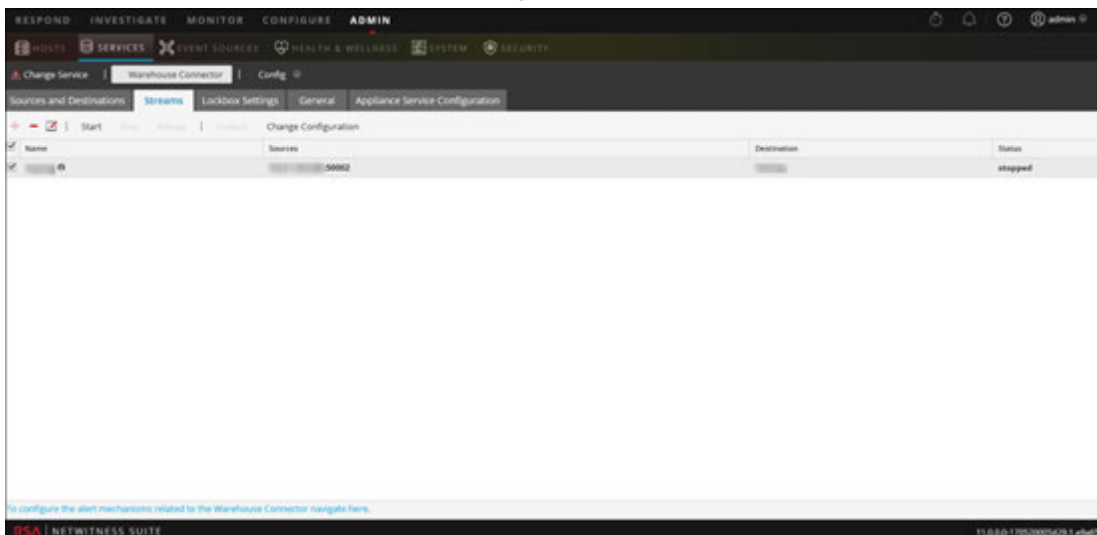 RESPOND INVESTIGATE MONITOR CONFIGURE ADMIN admin
HOSTS SERVICES EVENT SOURCES HEALTH & WELLNESS SYSTEM SECURITY
Change Service | Warehouse Connector | Config
Sources and Destinations Streams Lockbox Settings General Appliance Service Configuration
Start Change Configuration
Name Sources Destination Status
50002 stopped
To configure the alert mechanisms related to the Warehouse Connector navigate here.
RSA | NETWITNESS SUITE